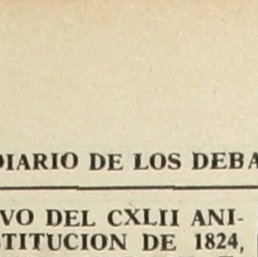 DIARIO DE LOS DEBA
VO DEL CXLII ANI-
TITUCION DE 1824,